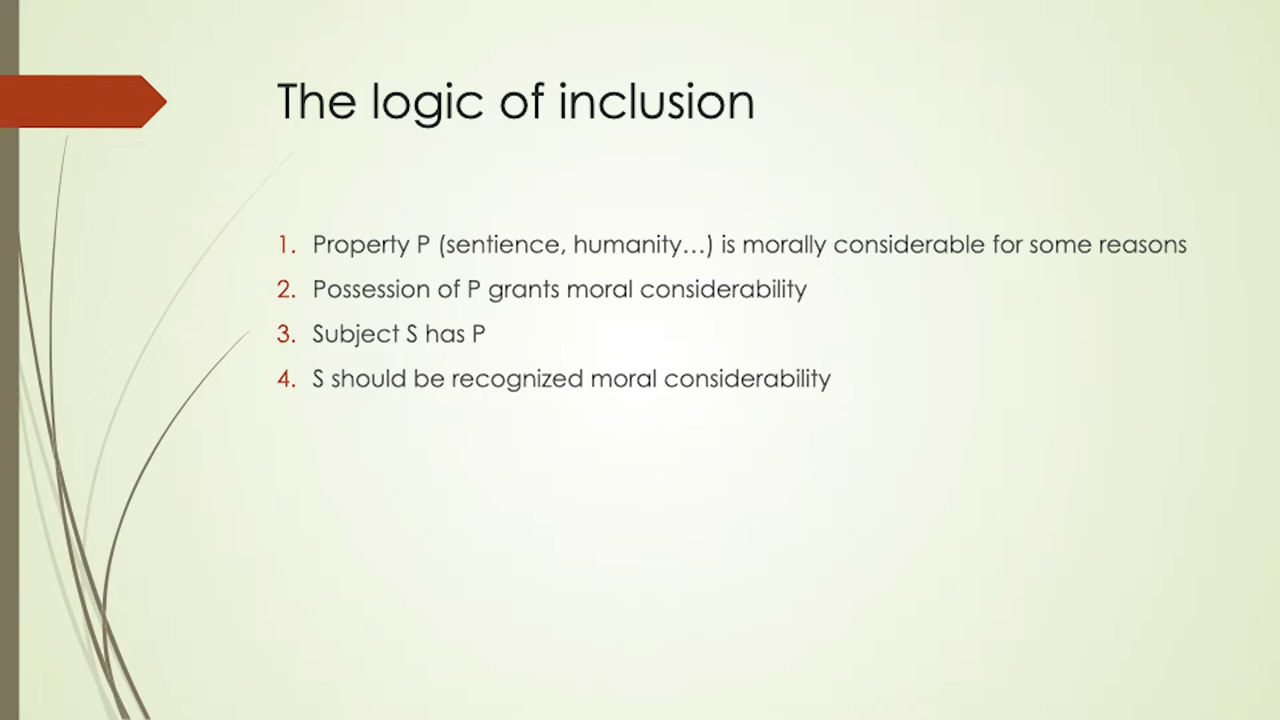 The logic of inclusion
1. Property P (sentience, humanity…) is morally considerable for some reasons
2. Possession of P grants moral considerability
3. Subject S has P
4. S should be recognized moral considerability